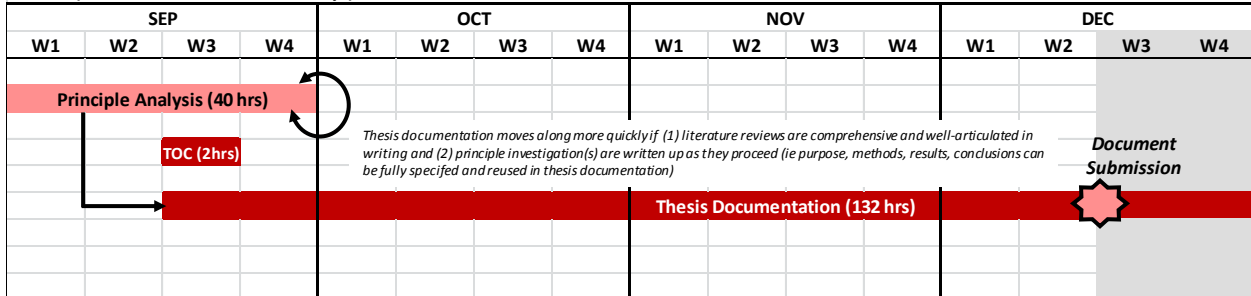 SEP OCT NOV DEC
W1 W2 W3 W4 W1 W2 W3 W4 W1 W2 W3 W4 W1 W2 W3 W4
Principle Analysis (40 hrs)
Thesis documentation moves along more quickly if (1) literature reviews are comprehensive and well-articulated in
writing and (2) principle investigation(s) are written up as they proceed (ie purpose, methods, results, conclusions can
be fully specifed and reused in thesis documentation)
TOC (2hrs)
Document
Submission
Thesis Documentation (132 hrs)